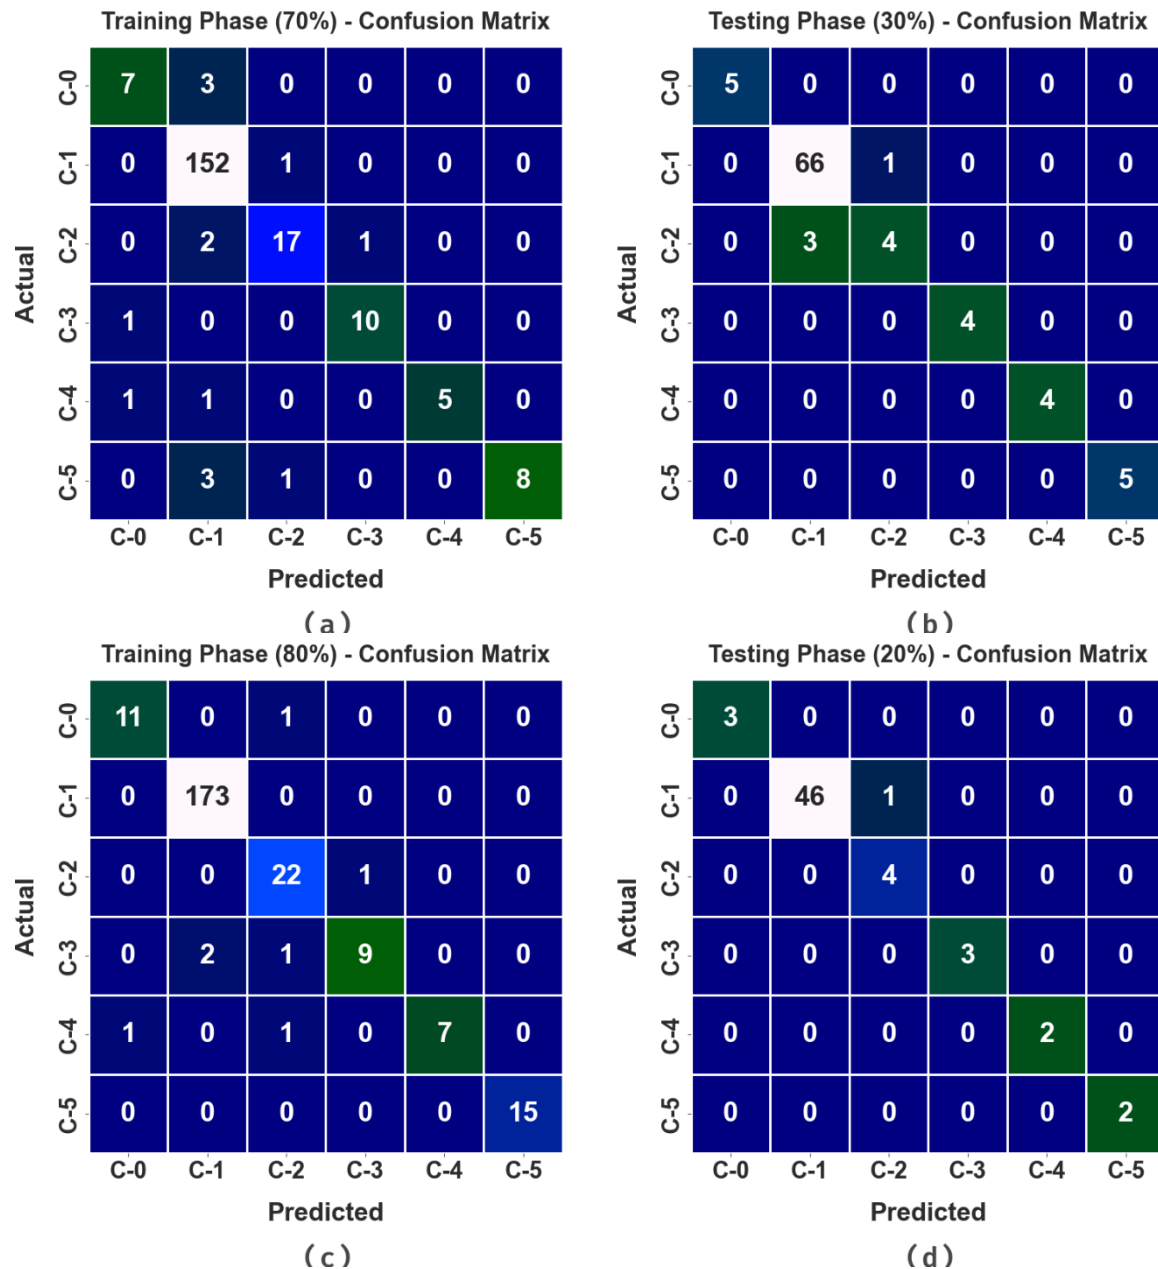 Training Phase (70%) - Confusion Matrix
C-0 7 3 0 0 0 0
C-1 0 152 1 0 0 0
C-2 0 2 17 1 0 0
C-3 1 0 0 10 0 0
C-4 1 1 0 0 5 0
C-5 0 3 1 0 0 8
C-0 C-1 C-2 C-3 C-4 C-5
Actual
Predicted
(a)
Testing Phase (30%) - Confusion Matrix
C-0 5 0 0 0 0 0
C-1 0 66 1 0 0 0
C-2 0 3 4 0 0 0
C-3 0 0 0 4 0 0
C-4 0 0 0 0 4 0
C-5 0 0 0 0 0 5
C-0 C-1 C-2 C-3 C-4 C-5
Actual
Predicted
(b)
Training Phase (80%) - Confusion Matrix
C-0 11 0 1 0 0 0
C-1 0 173 0 0 0 0
C-2 0 0 22 1 0 0
C-3 0 2 1 9 0 0
C-4 1 0 1 0 7 0
C-5 0 0 0 0 0 15
C-0 C-1 C-2 C-3 C-4 C-5
Actual
Predicted
(c)
Testing Phase (20%) - Confusion Matrix
C-0 3 0 0 0 0 0
C-1 0 46 1 0 0 0
C-2 0 0 4 0 0 0
C-3 0 0 0 3 0 0
C-4 0 0 0 0 2 0
C-5 0 0 0 0 0 2
C-0 C-1 C-2 C-3 C-4 C-5
Actual
Predicted
(d)